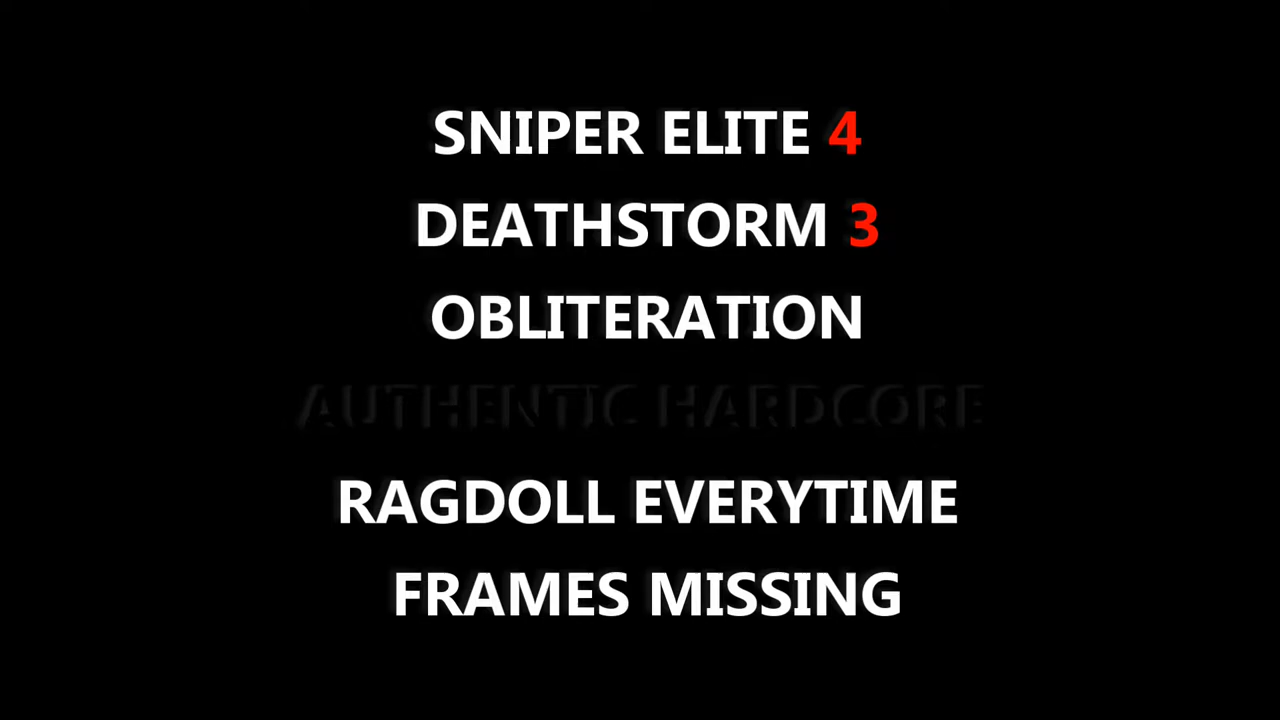 SNIPER ELITE 4
DEATHSTORM 3
OBLITERATION
AUTHENTIC HARDCORE
RAGDOLL EVERYTIME
FRAMES MISSING